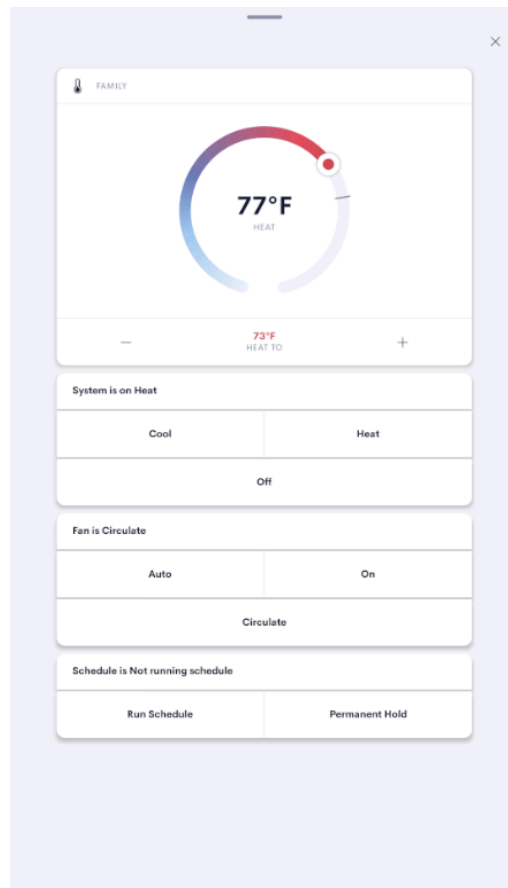 FAMILY
77°F
HEAT
73°F
HEAT TO
System is on Heat
Cool Heat
Off
Fan is Circulate
Auto On
Circulate
Schedule is Not running schedule
Run Schedule Permanent Hold